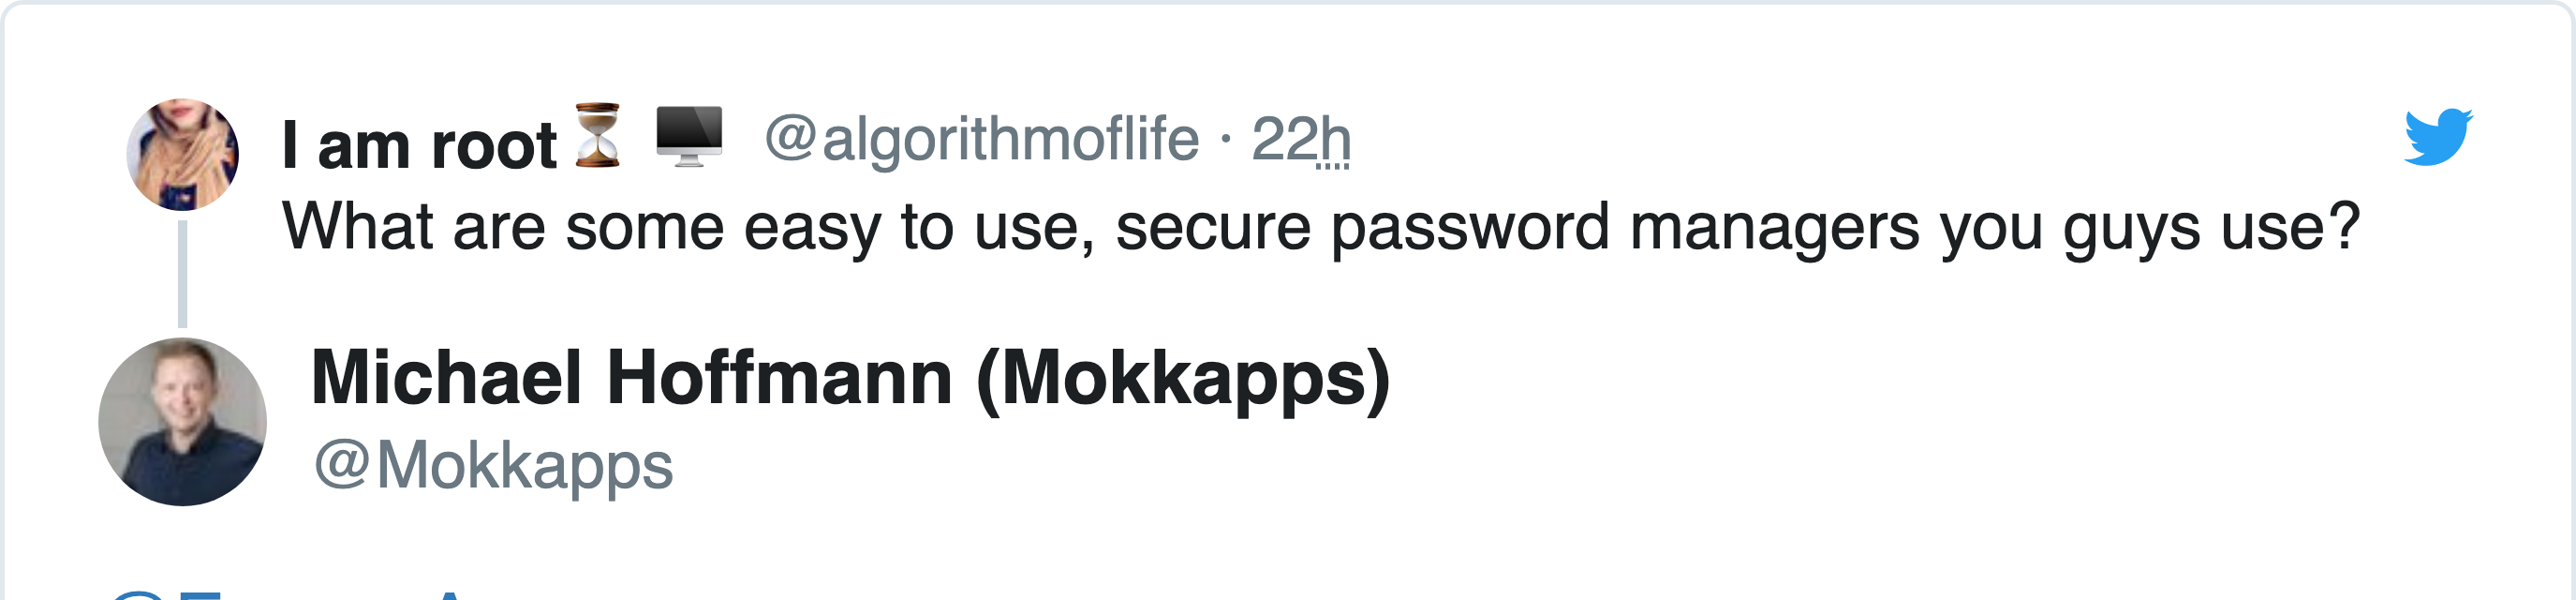 I am root⏳ 🖥 @algorithmoflife · 22h
What are some easy to use, secure password managers you guys use?
Michael Hoffmann (Mokkapps)
@Mokkapps